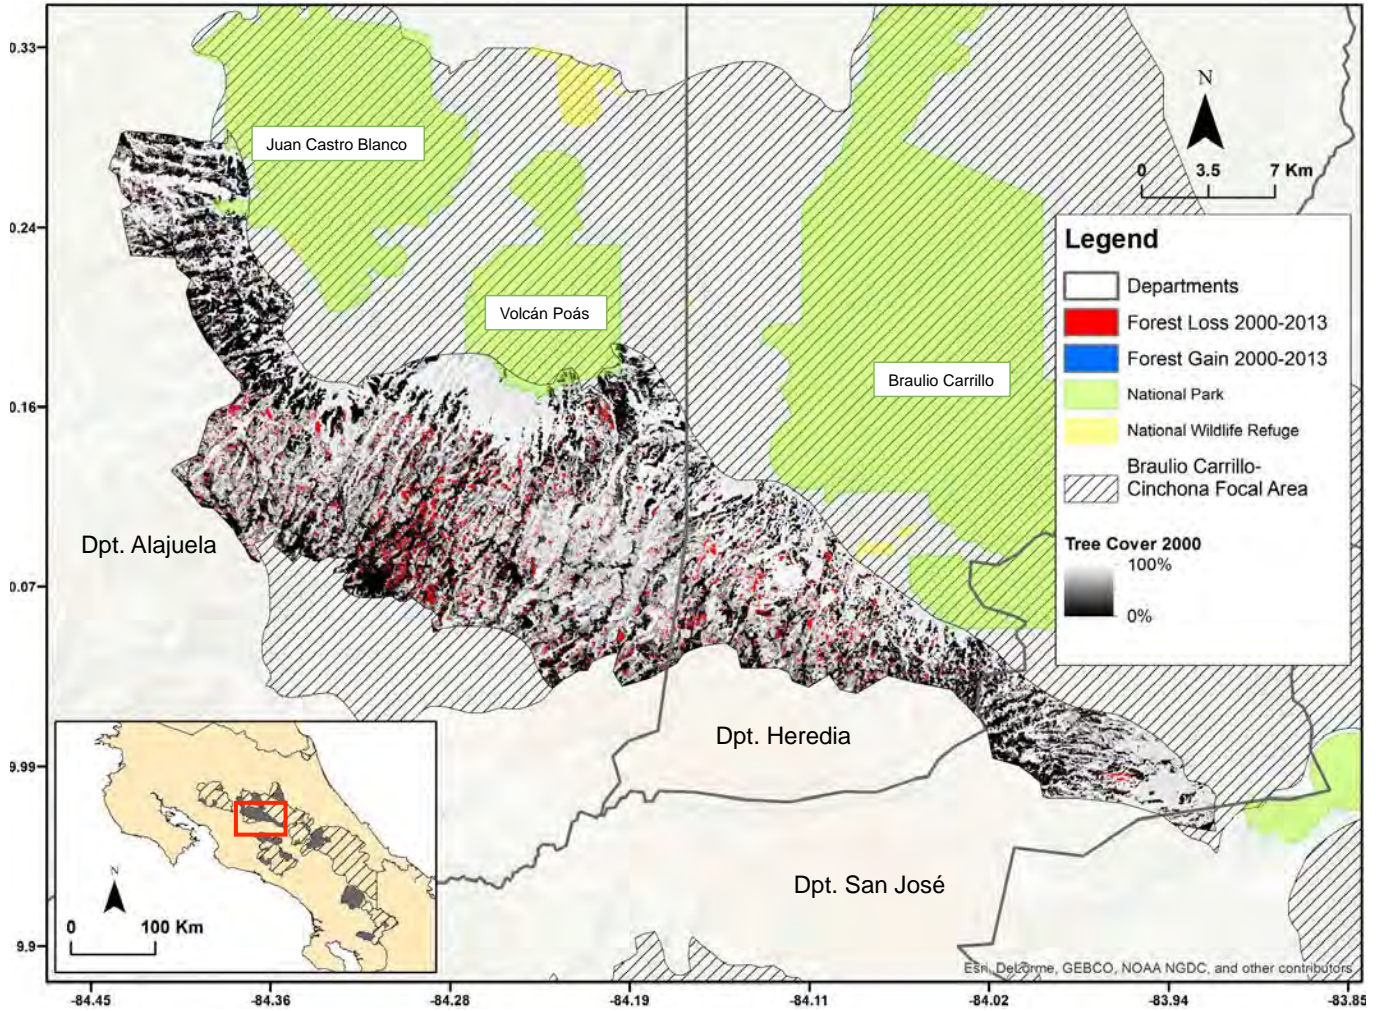 0.33
0.24
0.16
0.07
9.99
9.9
Juan Castro Blanco
Volcán Poás
Braulio Carrillo
N
0 3.5 7 Km
Legend
Departments
Forest Loss 2000-2013
Forest Gain 2000-2013
National Park
National Wildlife Refuge
Braulio Carrillo-
Cinchona Focal Area
Tree Cover 2000
100%
0%
Dpt. Alajuela
Dpt. Heredia
Dpt. San José
N
0 100 Km
Esri, DeLorme, GEBCO, NOAA NGDC, and other contributors
-84.45 -84.36 -84.28 -84.19 -84.11 -84.02 -83.94 -83.85